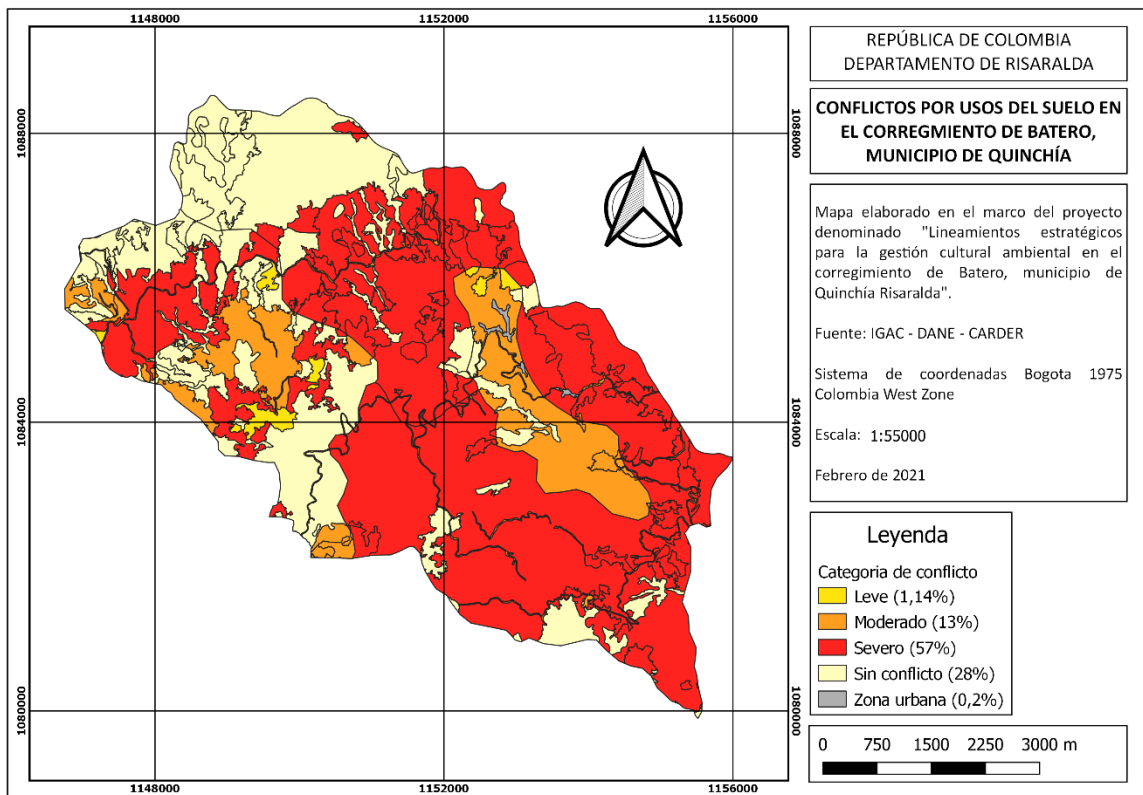 1148000
1152000
1156000
1088000
1084000
1080000
1088000
1084000
1080000
1148000
1152000
1156000
REPÚBLICA DE COLOMBIA
DEPARTAMENTO DE RISARALDA
CONFLICTOS POR USOS DEL SUELO EN
EL CORREGMIENTO DE BATERO,
MUNICIPIO DE QUINCHÍA
Mapa elaborado en el marco del proyecto
denominado "Lineamientos estratégicos
para la gestión cultural ambiental en el
corregimiento de Batero, municipio de
Quinchía Risaralda".
Fuente: IGAC - DANE - CARDER
Sistema de coordenadas Bogota 1975
Colombia West Zone
Escala: 1:55000
Febrero de 2021
Leyenda
Categoria de conflicto
Leve (1,14%)
Moderado (13%)
Severo (57%)
Sin conflicto (28%)
Zona urbana (0,2%)
0 750 1500 2250 3000 m